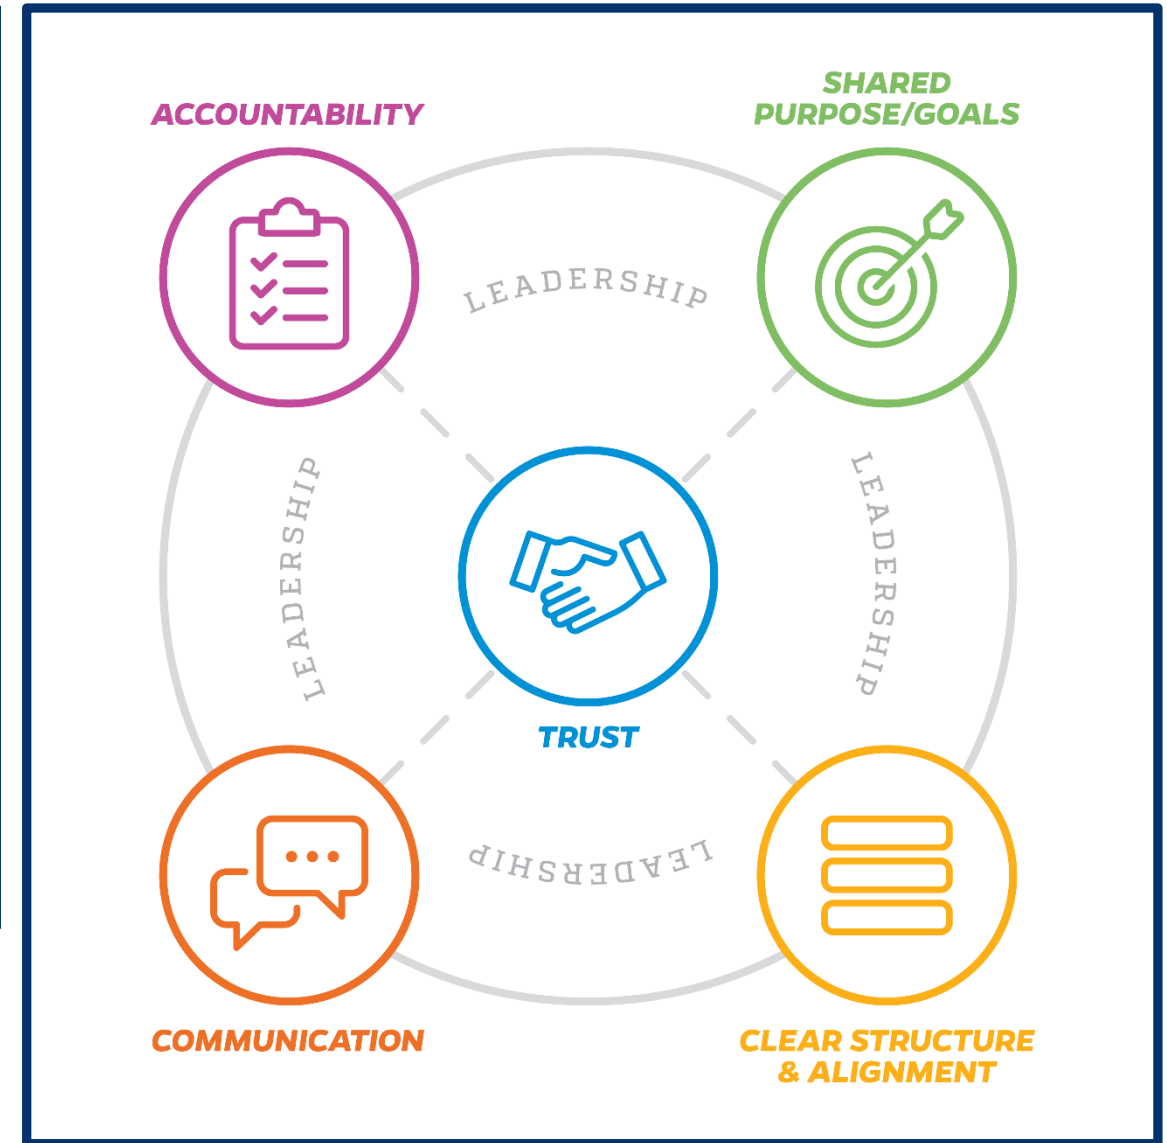 SHARED
PURPOSE/GOALS
ACCOUNTABILITY
LEADERSHIP
LEADERSHIP
LEADERSHIP
TRUST
LEADERSHIP
COMMUNICATION
CLEAR STRUCTURE
& ALIGNMENT